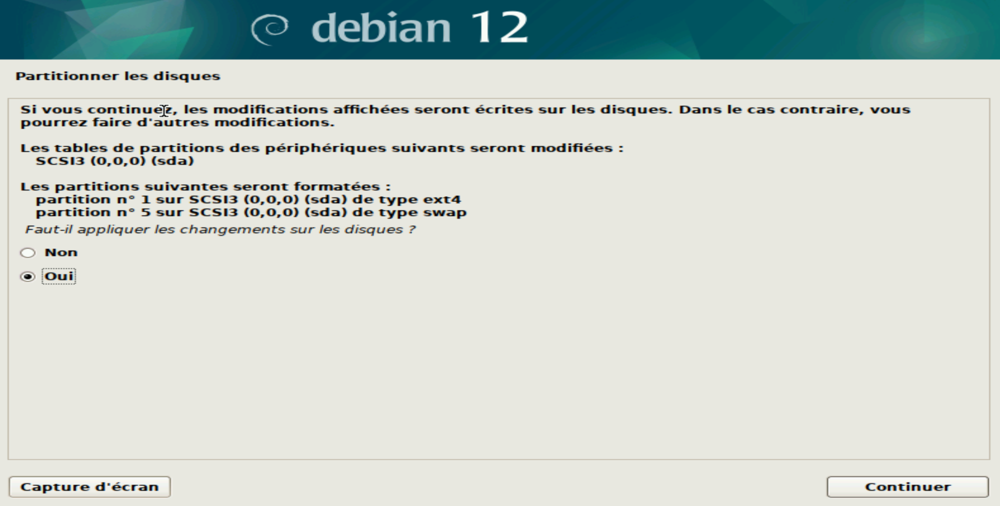 debian 12
Partitionner les disques
Si vous continuez, les modifications affichées seront écrites sur les disques. Dans le cas contraire, vous
pourrez faire d'autres modifications.
Les tables de partitions des périphériques suivants seront modifiées :
SCSI3 (0,0,0) (sda)
Les partitions suivantes seront formatées :
partition n° 1 sur SCSI3 (0,0,0) (sda) de type ext4
partition n° 5 sur SCSI3 (0,0,0) (sda) de type swap
Faut-il appliquer les changements sur les disques ?
Non
Oui
Capture d'écran
Continuer